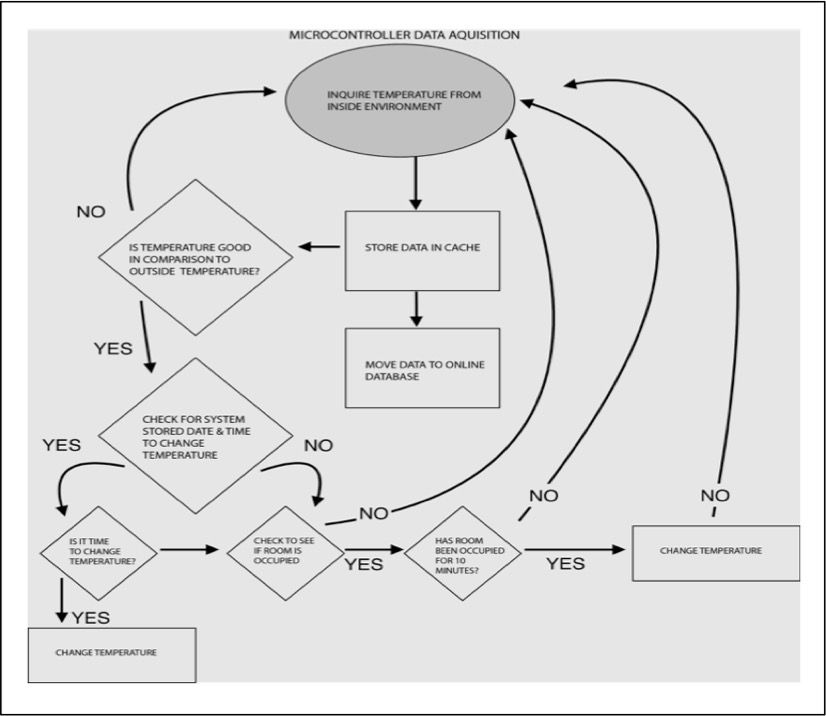 MICROCONTROLLER DATA AQUISITION
INQUIRE TEMPERATURE FROM
INSIDE ENVIRONMENT
NO
IS TEMPERATURE GOOD
IN COMPARISON TO
OUTSIDE TEMPERATURE?
STORE DATA IN CACHE
YES
MOVE DATA TO ONLINE
DATABASE
CHECK FOR SYSTEM
STORED DATE & TIME
TO CHANGE
TEMPERATURE
YES
NO
IS IT TIME
TO CHANGE
TEMPERATURE?
CHECK TO SEE
IF ROOM IS
OCCUPIED
NO
YES
HAS ROOM
BEEN OCCUPIED
FOR 10
MINUTES?
NO
YES
NO
CHANGE TEMPERATURE
YES
CHANGE TEMPERATURE